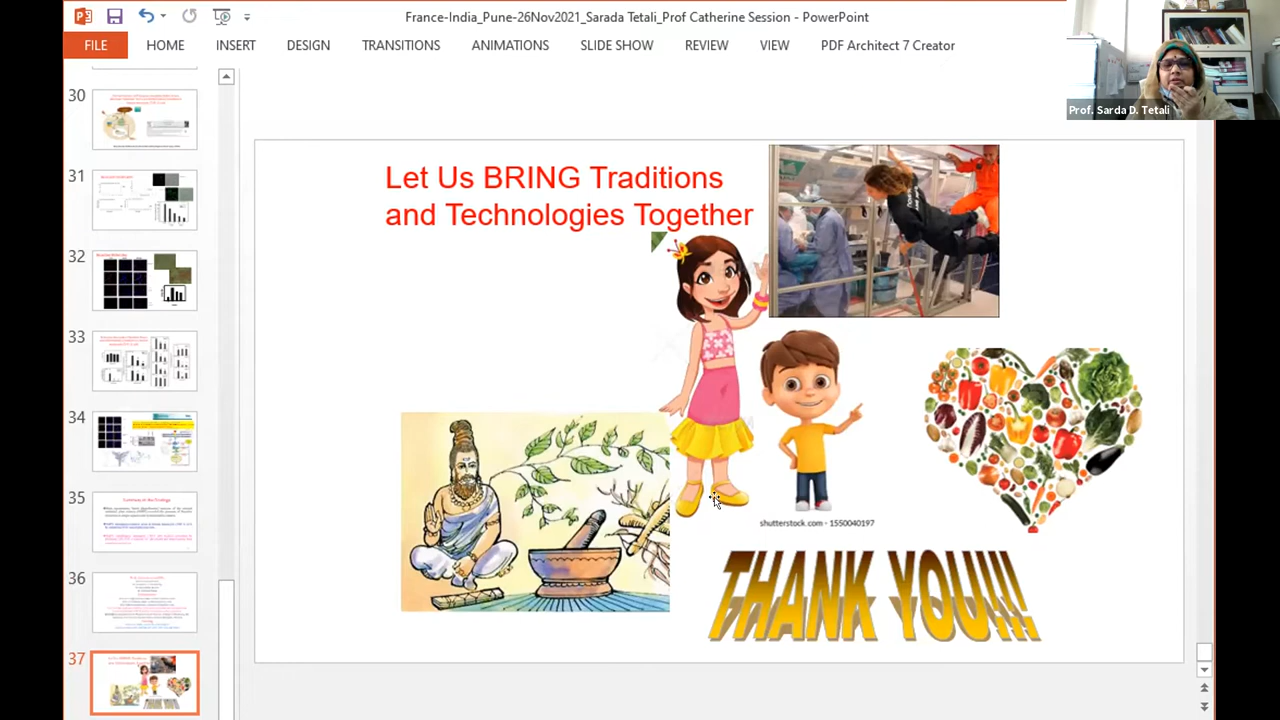 France-India_Pune-26Nov2021_Sarada Tetali_Prof Catherine Session - PowerPoint
FILE HOME INSERT DESIGN TRANSITIONS ANIMATIONS SLIDE SHOW REVIEW VIEW PDF Architect 7 Creator
Prof. Sarda D. Tetali
30
31
32
33
34
35
36
37
Let Us BRING Traditions
and Technologies Together
shutterstock.com · 1550040197
THANK YOU!!!